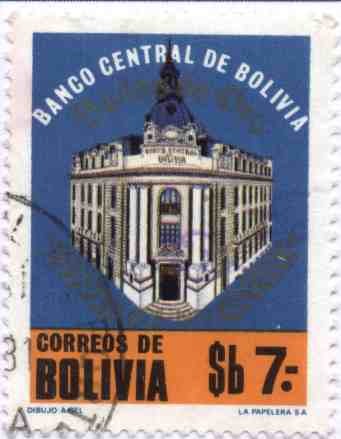 BANCO CENTRAL DE BOLIVIA
BANCO CENTRAL
BOLIVIA
CORREOS DE
BOLIVIA
$b 7.-
DIBUJO
LA PAPELERA S A